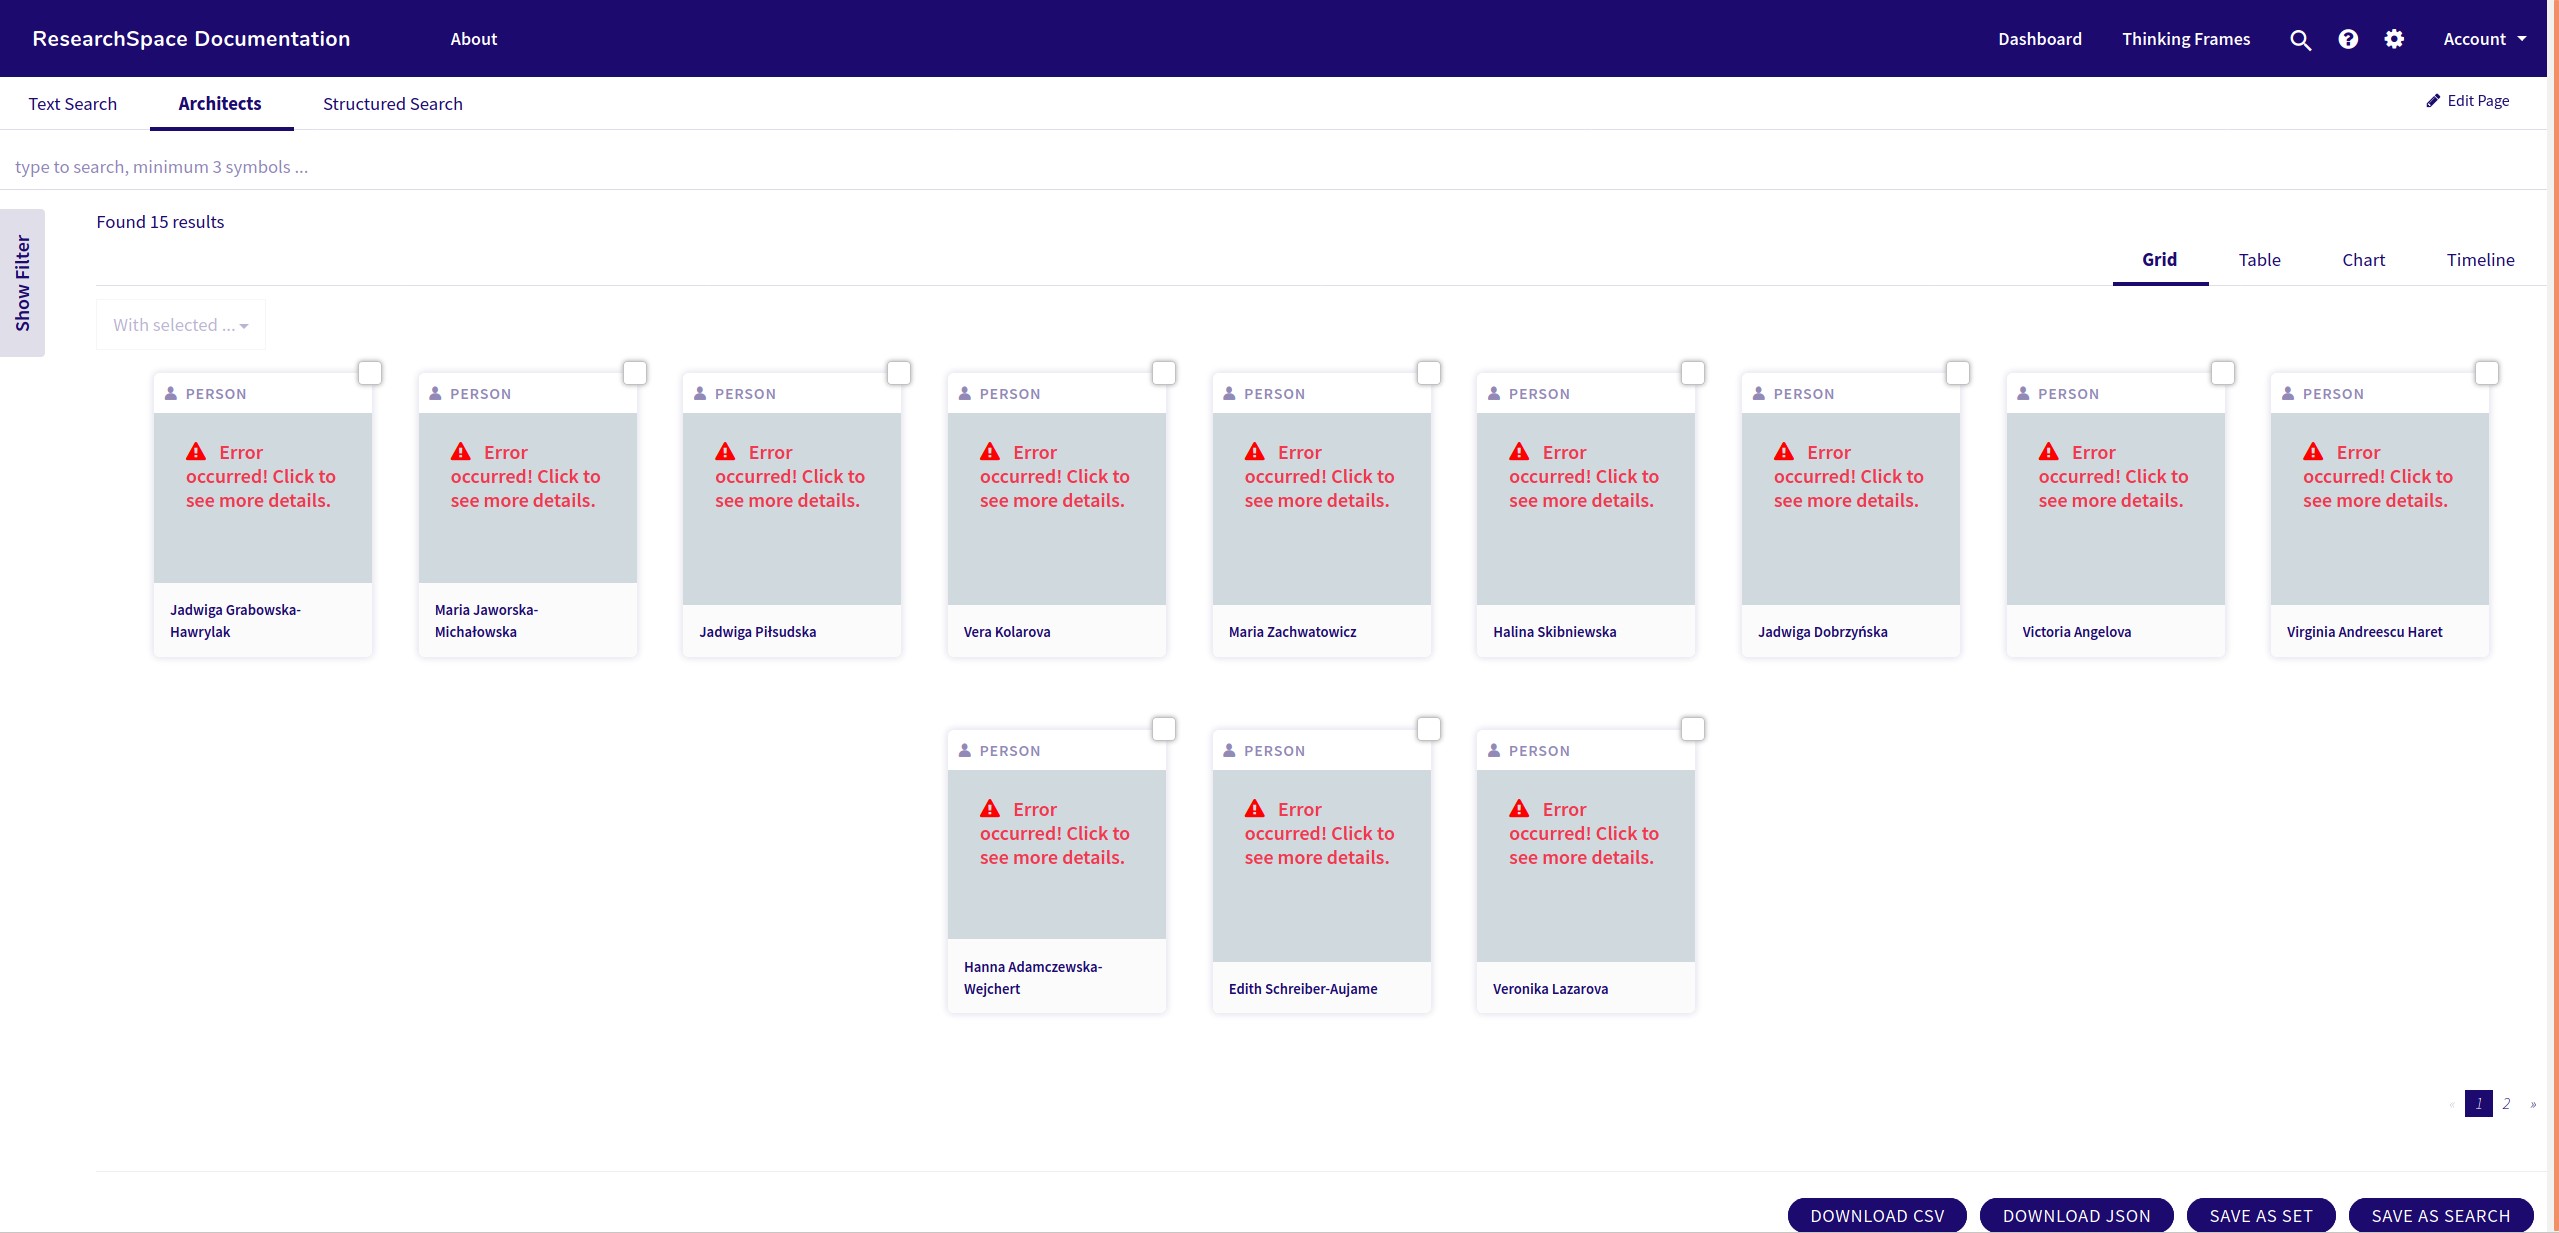 ResearchSpace Documentation About Dashboard Thinking Frames Account
Text Search Architects Structured Search Edit Page
type to search, minimum 3 symbols ...
Show Filter
Found 15 results
Grid Table Chart Timeline
With selected ...
PERSON PERSON PERSON PERSON PERSON PERSON PERSON PERSON PERSON
Error Error Error Error Error Error Error Error Error
occurred! Click to occurred! Click to occurred! Click to occurred! Click to occurred! Click to occurred! Click to occurred! Click to occurred! Click to occurred! Click to
see more details. see more details. see more details. see more details. see more details. see more details. see more details. see more details. see more details.
Jadwiga Grabowska- Maria Jaworska-
Hawrylak Michałowska Jadwiga Piłsudska Vera Kolarova Maria Zachwatowicz Halina Skibniewska Jadwiga Dobrzyńska Victoria Angelova Virginia Andreescu Haret
PERSON PERSON PERSON
Error Error Error
occurred! Click to occurred! Click to occurred! Click to
see more details. see more details. see more details.
Hanna Adamczewska-
Wejchert Edith Schreiber-Aujame Veronika Lazarova
« 1 2 »
DOWNLOAD CSV DOWNLOAD JSON SAVE AS SET SAVE AS SEARCH